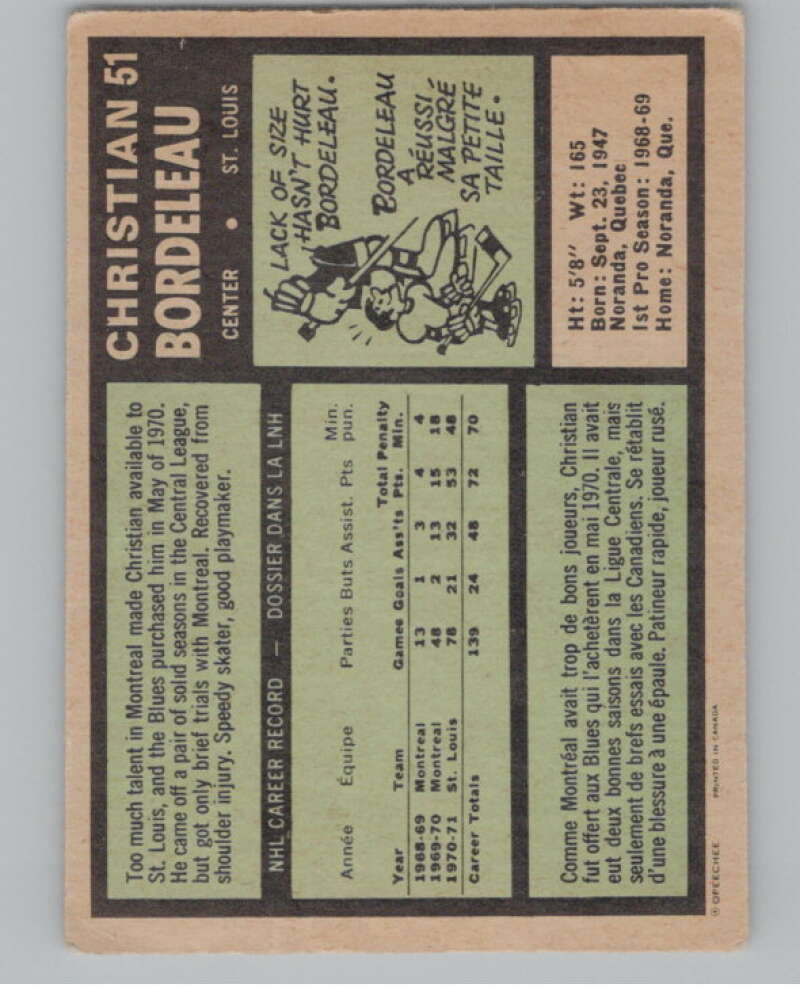 CHRISTIAN 51
BORDELEAU
CENTER • ST. LOUIS
Too much talent in Montreal made Christian available to
St. Louis, and the Blues purchased him in May of 1970.
He came off a pair of solid seasons in the Central League,
but got only brief trials with Montreal. Recovered from
shoulder injury. Speedy skater, good playmaker.
LACK OF SIZE
HASN'T HURT
BORDELEAU.
BORDELEAU
A
RÉUSSI
MALGRÉ
SA PETITE
TAILLE.
NHL CAREER RECORD — DOSSIER DANS LA LNH
Année Équipe Parties Buts Assist. Pts Min. pun.
Year Team Games Goals Ass'ts Total Pts. Penalty Min.
1968-69 Montreal 13 1 3 4 4
1969-70 Montreal 48 2 13 15 18
1970-71 St. Louis 78 21 32 53 48
Career Totals 139 24 48 72 70
Ht: 5'8" Wt: 165
Born: Sept. 23, 1947
Noranda, Quebec
1st Pro Season: 1968-69
Home: Noranda, Que.
Comme Montréal avait trop de bons joueurs, Christian
fut offert aux Blues qui l'achetèrent en mai 1970. Il avait
eut deux bonnes saisons dans la Ligue Centrale, mais
seulement de brefs essais avec les Canadiens. Se rétablit
d'une blessure à une épaule. Patineur rapide, joueur rusé.
© OPEECHEE PRINTED IN CANADA